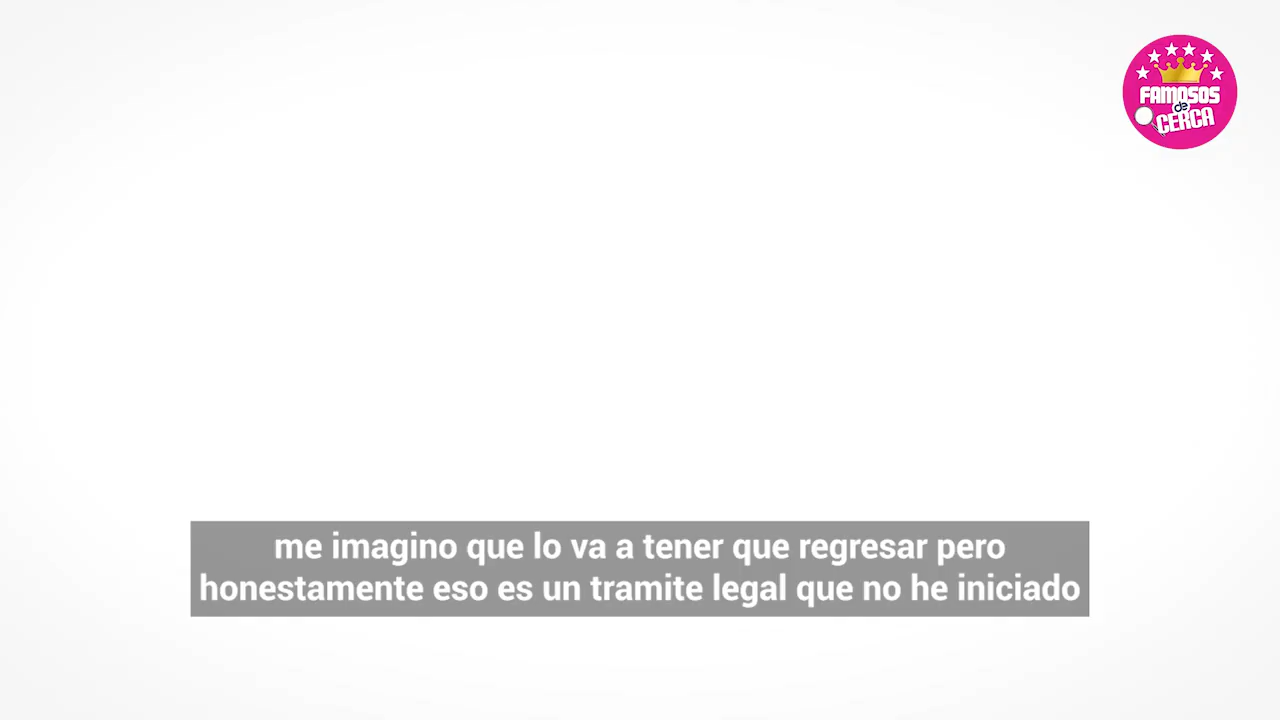 FAMOSOS
de
CERCA
me imagino que lo va a tener que regresar pero
honestamente eso es un tramite legal que no he iniciado